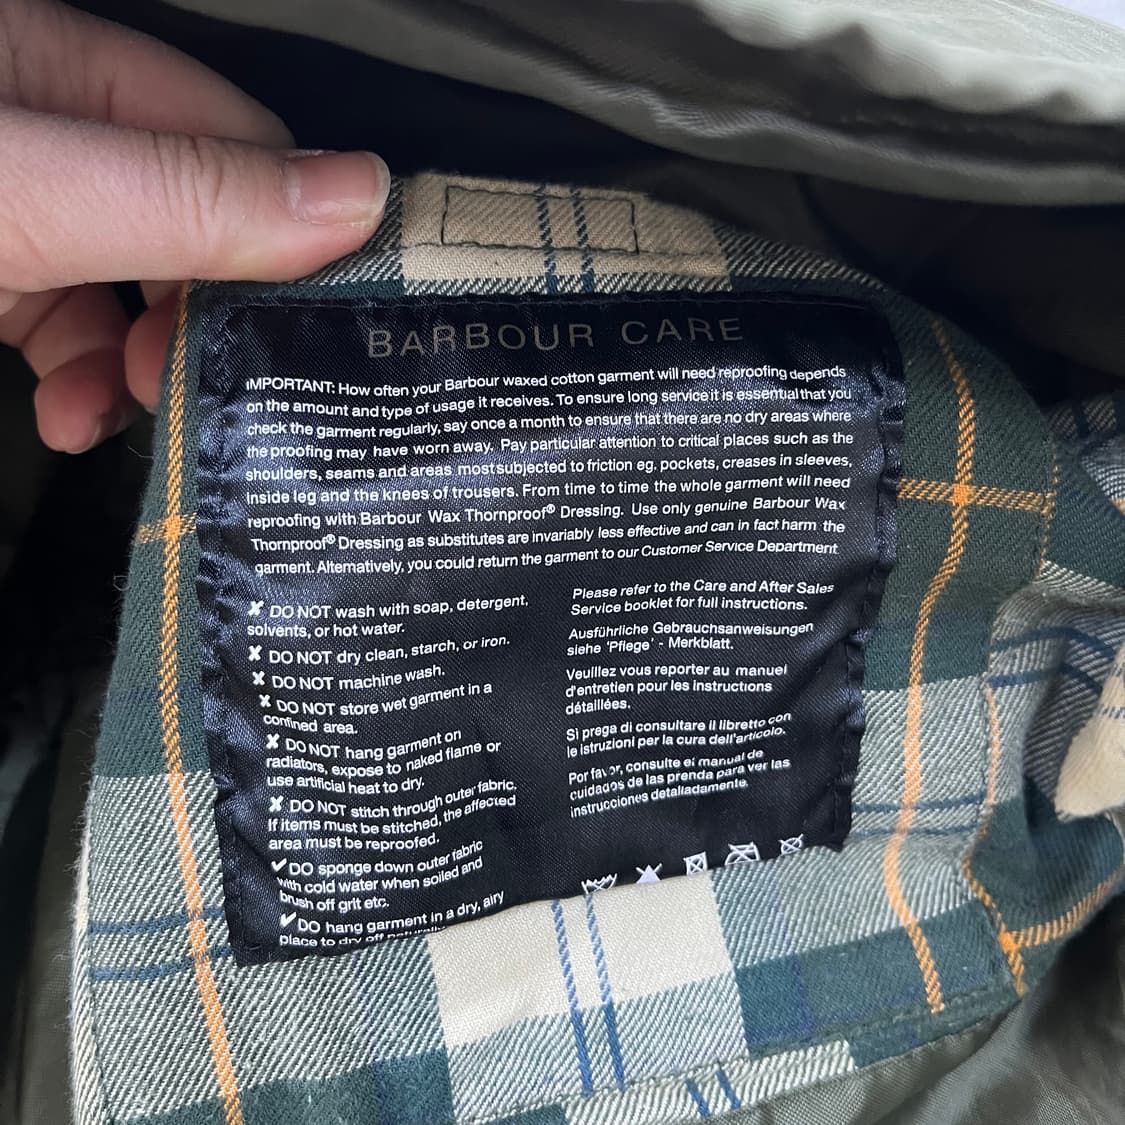 BARBOUR CARE
IMPORTANT: How often your Barbour waxed cotton garment will need reproofing depends
on the amount and type of usage it receives. To ensure long service it is essential that you
check the garment regularly, say once a month to ensure that there are no dry areas where
the proofing may have worn away. Pay particular attention to critical places such as the
shoulders, seams and areas most subjected to friction eg. pockets, creases in sleeves,
inside leg and the knees of trousers. From time to time the whole garment will need
reproofing with Barbour Wax Thornproof® Dressing. Use only genuine Barbour Wax
Thornproof® Dressing as substitutes are invariably less effective and can in fact harm the
garment. Alternatively, you could return the garment to our Customer Service Department
✘ DO NOT wash with soap, detergent,
solvents, or hot water.
✘ DO NOT dry clean, starch, or iron.
✘ DO NOT machine wash.
✘ DO NOT store wet garment in a
confined area.
✘ DO NOT hang garment on
radiators, expose to naked flame or
use artificial heat to dry.
✘ DO NOT stitch through outer fabric.
If items must be stitched, the affected
area must be reproofed.
✔ DO sponge down outer fabric
with cold water when soiled and
brush off grit etc.
✔ DO hang garment in a dry, airy
place to dry off naturally
Please refer to the Care and After Sales
Service booklet for full instructions.
Ausführliche Gebrauchsanweisungen
siehe 'Pflege' - Merkblatt.
Veuillez vous reporter au manuel
d'entretien pour les instructions
détaillées.
Si prega di consultare il libretto con
le istruzioni per la cura dell'articolo.
Por favor, consulte el manual de
cuidados de las prenda para ver las
instrucciones detaliadamente.